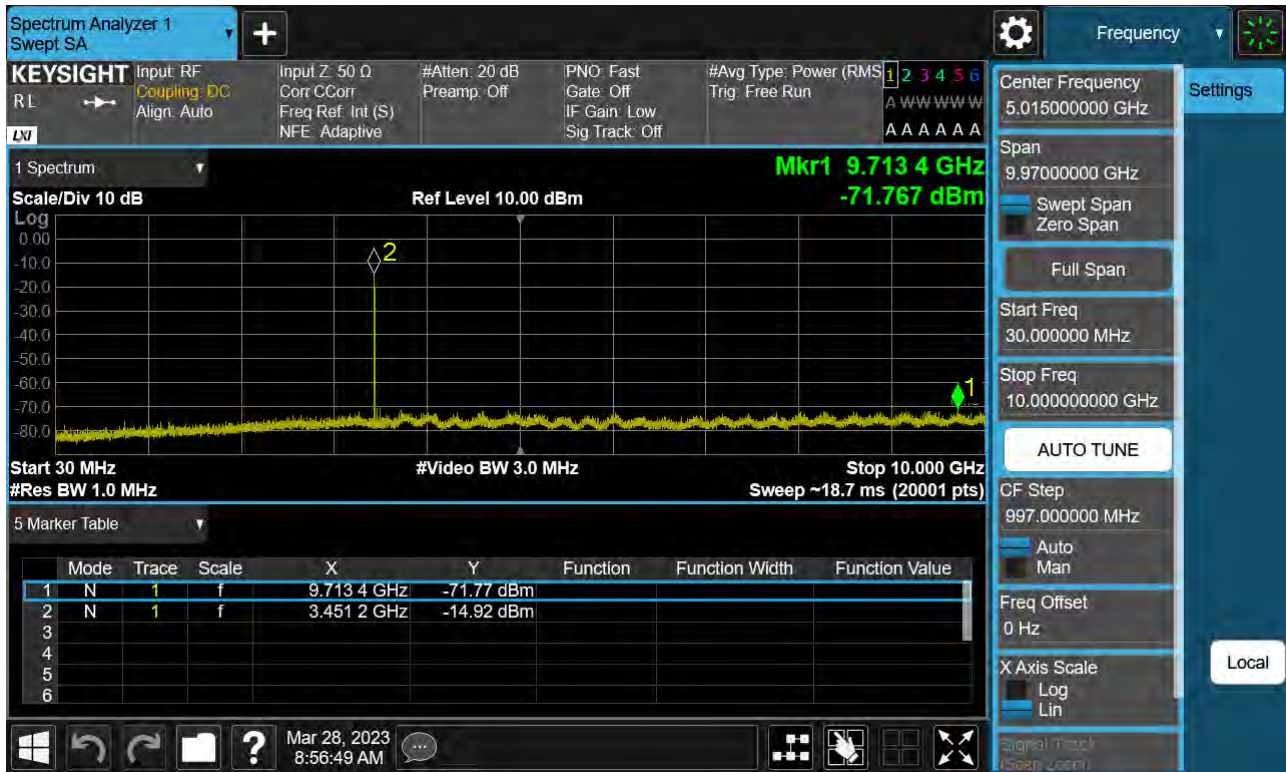 Spectrum Analyzer 1
Swept SA
+
Frequency
KEYSIGHT
RL
LXI
Input: RF
Coupling: DC
Align: Auto
Input Z: 50 Ω
Corr CCorr
Freq Ref: Int (S)
NFE: Adaptive
#Atten: 20 dB
Preamp: Off
PNO: Fast
Gate: Off
IF Gain: Low
Sig Track: Off
#Avg Type: Power (RMS
Trig: Free Run
1 2 3 4 5 6
A W W W W W
A A A A A A
1 Spectrum
Mkr1 9.713 4 GHz
-71.767 dBm
Scale/Div 10 dB
Ref Level 10.00 dBm
Log
0.00
-10.0
-20.0
-30.0
-40.0
-50.0
-60.0
-70.0
-80.0
2
1
Start 30 MHz
#Video BW 3.0 MHz
Stop 10.000 GHz
#Res BW 1.0 MHz
Sweep ~18.7 ms (20001 pts)
5 Marker Table
Mode Trace Scale X Y Function Function Width Function Value
1 N 1 f 9.713 4 GHz -71.77 dBm
2 N 1 f 3.451 2 GHz -14.92 dBm
3
4
5
6
?
Mar 28, 2023
8:56:49 AM
Center Frequency
5.015000000 GHz
Span
9.97000000 GHz
Swept Span
Zero Span
Full Span
Start Freq
30.000000 MHz
Stop Freq
10.000000000 GHz
AUTO TUNE
CF Step
997.000000 MHz
Auto
Man
Freq Offset
0 Hz
X Axis Scale
Log
Lin
Signal Track
(Span Zoom)
Settings
Local